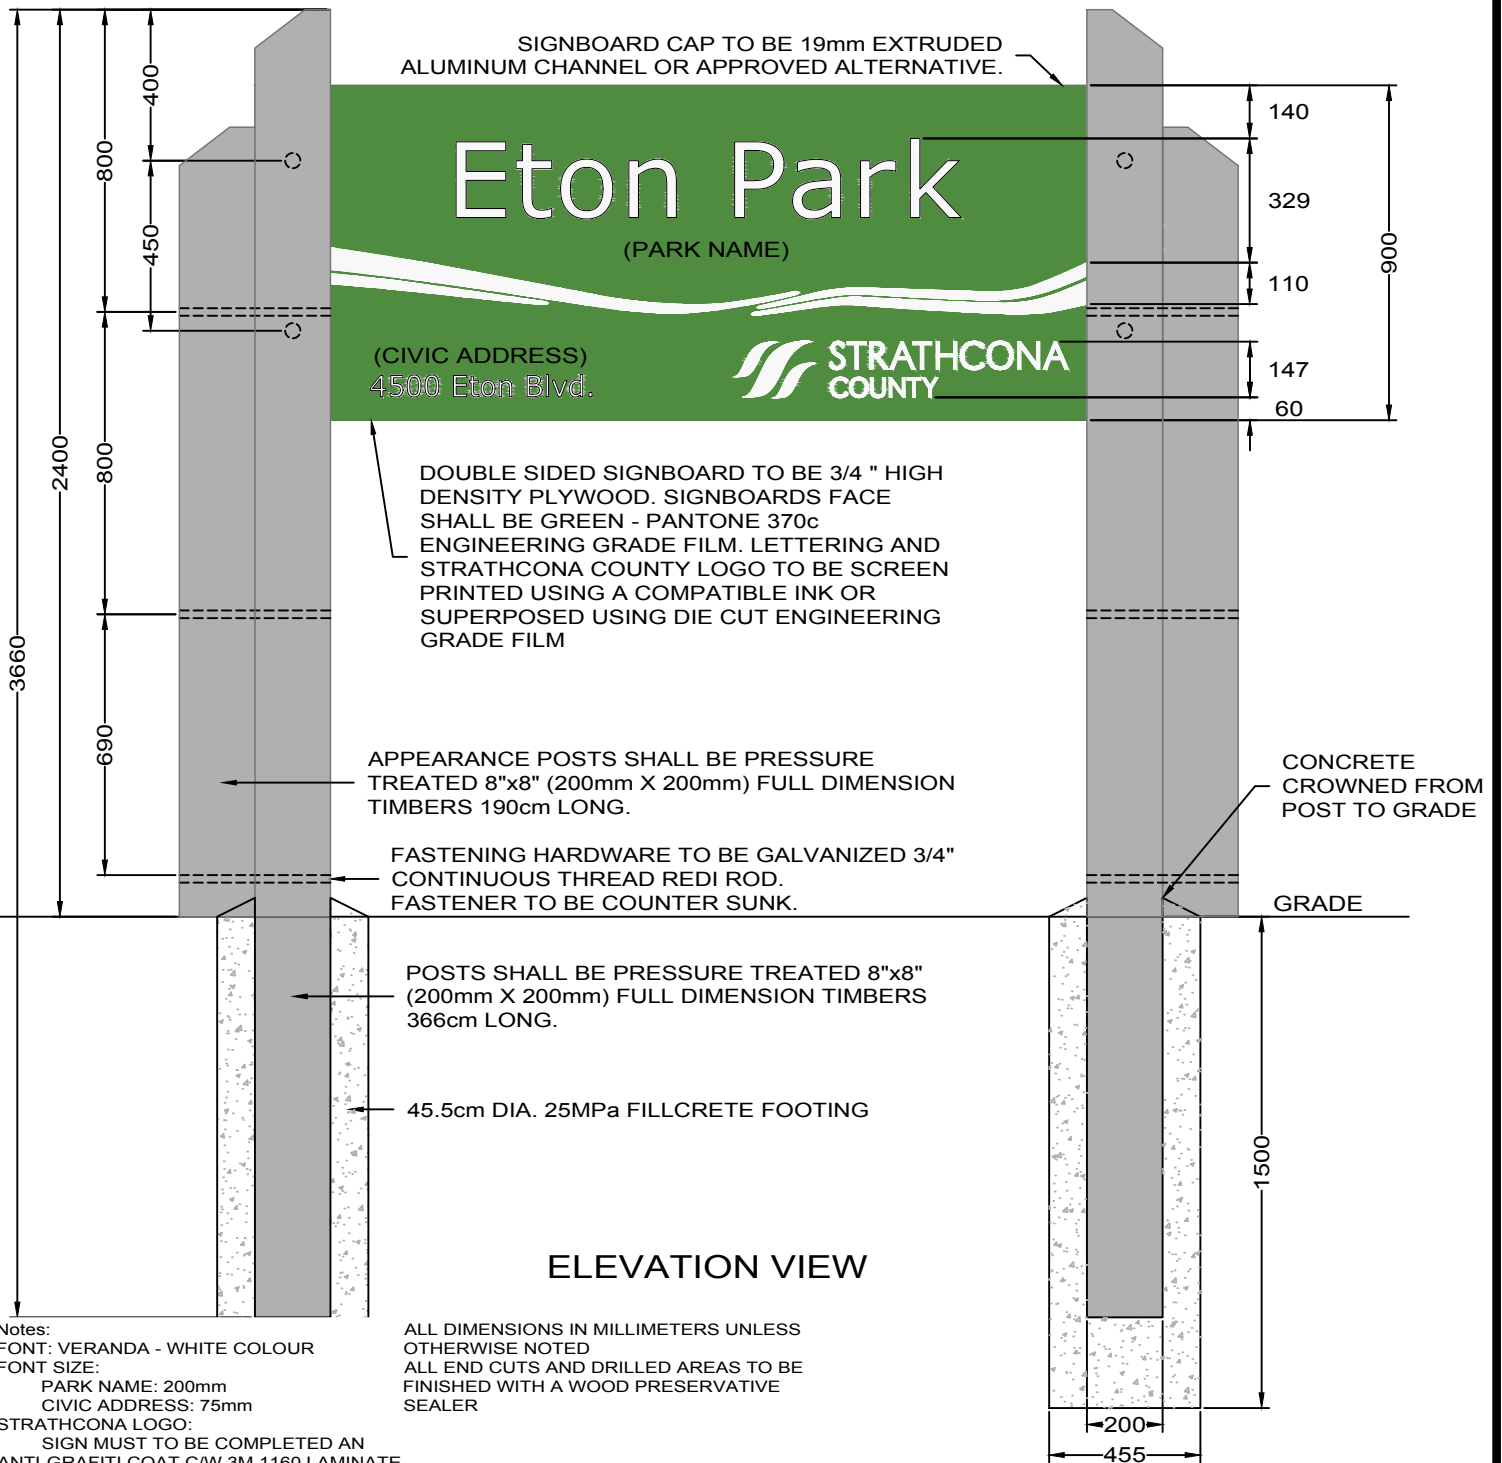 SIGNBOARD CAP TO BE 19mm EXTRUDED
ALUMINUM CHANNEL OR APPROVED ALTERNATIVE.
Eton Park
(PARK NAME)
(CIVIC ADDRESS)
4500 Eton Blvd.
STRATHCONA
COUNTY
140
329
110
147
60
900
400
450
800
800
690
2400
3660
DOUBLE SIDED SIGNBOARD TO BE 3/4 " HIGH
DENSITY PLYWOOD. SIGNBOARDS FACE
SHALL BE GREEN - PANTONE 370c
ENGINEERING GRADE FILM. LETTERING AND
STRATHCONA COUNTY LOGO TO BE SCREEN
PRINTED USING A COMPATIBLE INK OR
SUPERPOSED USING DIE CUT ENGINEERING
GRADE FILM
APPEARANCE POSTS SHALL BE PRESSURE
TREATED 8"x8" (200mm X 200mm) FULL DIMENSION
TIMBERS 190cm LONG.
CONCRETE
CROWNED FROM
POST TO GRADE
FASTENING HARDWARE TO BE GALVANIZED 3/4"
CONTINUOUS THREAD REDI ROD.
FASTENER TO BE COUNTER SUNK.
GRADE
POSTS SHALL BE PRESSURE TREATED 8"x8"
(200mm X 200mm) FULL DIMENSION TIMBERS
366cm LONG.
45.5cm DIA. 25MPa FILLCRETE FOOTING
1500
200
455
ELEVATION VIEW
Notes:
FONT: VERANDA - WHITE COLOUR
FONT SIZE:
PARK NAME: 200mm
CIVIC ADDRESS: 75mm
STRATHCONA LOGO:
SIGN MUST TO BE COMPLETED AN
ANTI GRAFITI COAT C/W 3M 1160 LAMINATE
ALL DIMENSIONS IN MILLIMETERS UNLESS
OTHERWISE NOTED
ALL END CUTS AND DRILLED AREAS TO BE
FINISHED WITH A WOOD PRESERVATIVE
SEALER